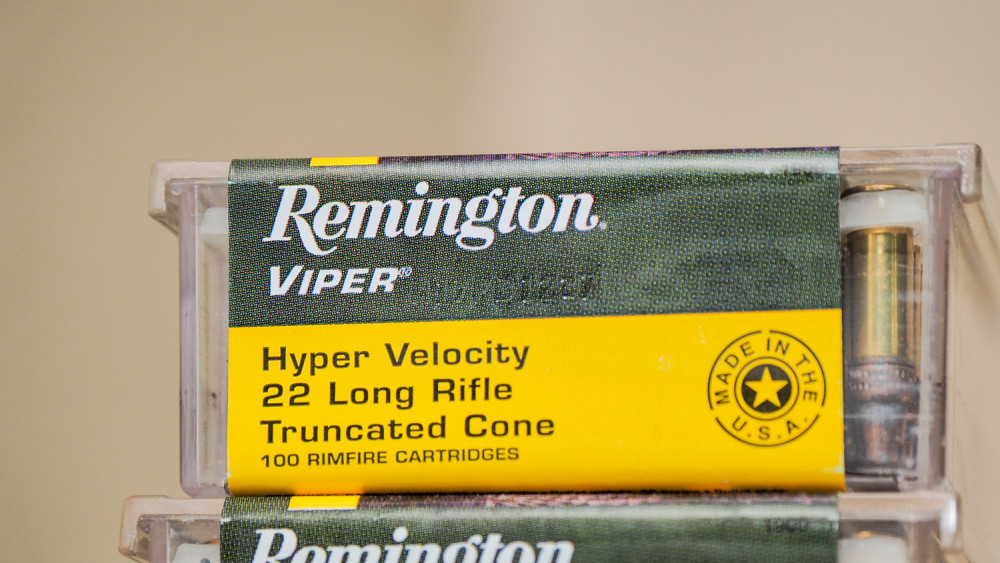 Remington.
VIPER®
Hyper Velocity
22 Long Rifle
Truncated Cone
100 RIMFIRE CARTRIDGES
MADE IN THE
U.S.A.
Remington